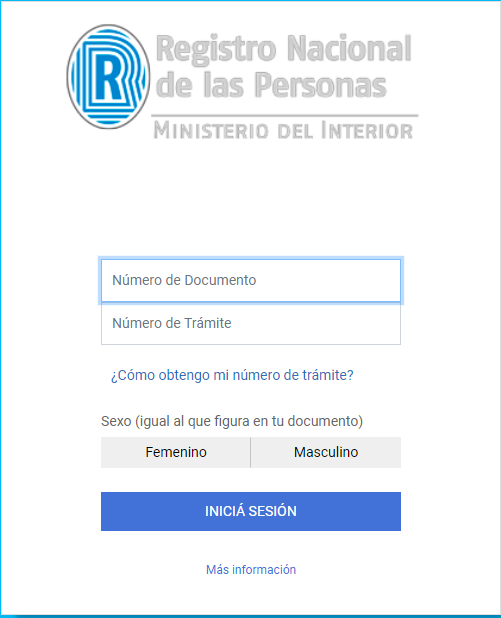 R
Registro Nacional
de las Personas
MINISTERIO DEL INTERIOR
Número de Documento
Número de Trámite
¿Cómo obtengo mi número de trámite?
Sexo (igual al que figura en tu documento)
Femenino Masculino
INICIÁ SESIÓN
Más información